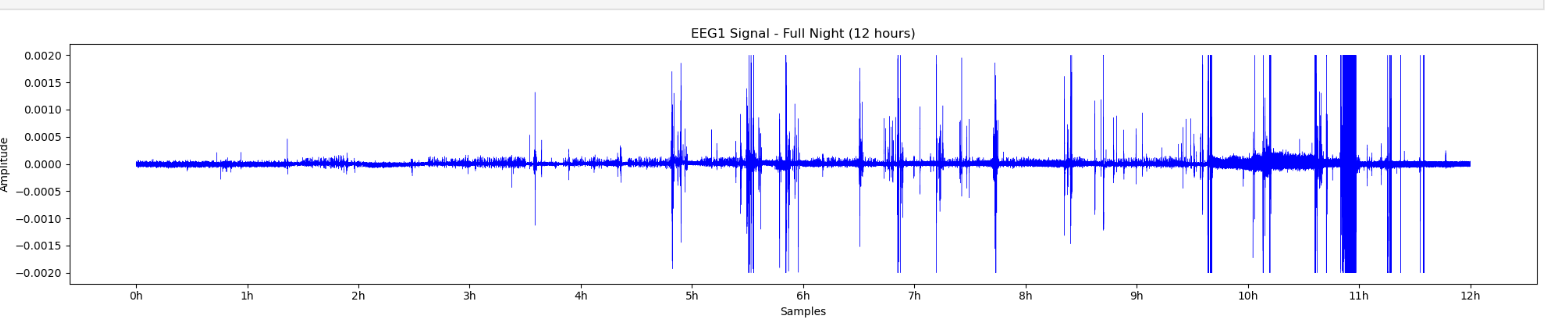 EEG1 Signal - Full Night (12 hours)
0.0020
0.0015
0.0010
0.0005
0.0000
−0.0005
−0.0010
−0.0015
−0.0020
Amplitude
0h 1h 2h 3h 4h 5h 6h 7h 8h 9h 10h 11h 12h
Samples